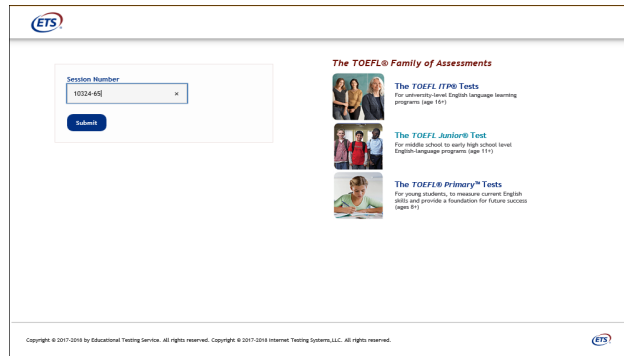 ETS
The TOEFL® Family of Assessments
Session Number
10324-65
×
Submit
The TOEFL ITP® Tests
For university-level English language learning
programs (age 16+)
The TOEFL Junior® Test
For middle school to early high school level
English-language programs (age 11+)
The TOEFL® Primary™ Tests
For young students, to measure current English
skills and provide a foundation for future success
(ages 8+)
Copyright © 2017-2018 by Educational Testing Service. All rights reserved. Copyright © 2017-2018 Internet Testing Systems,LLC. All rights reserved.
ETS